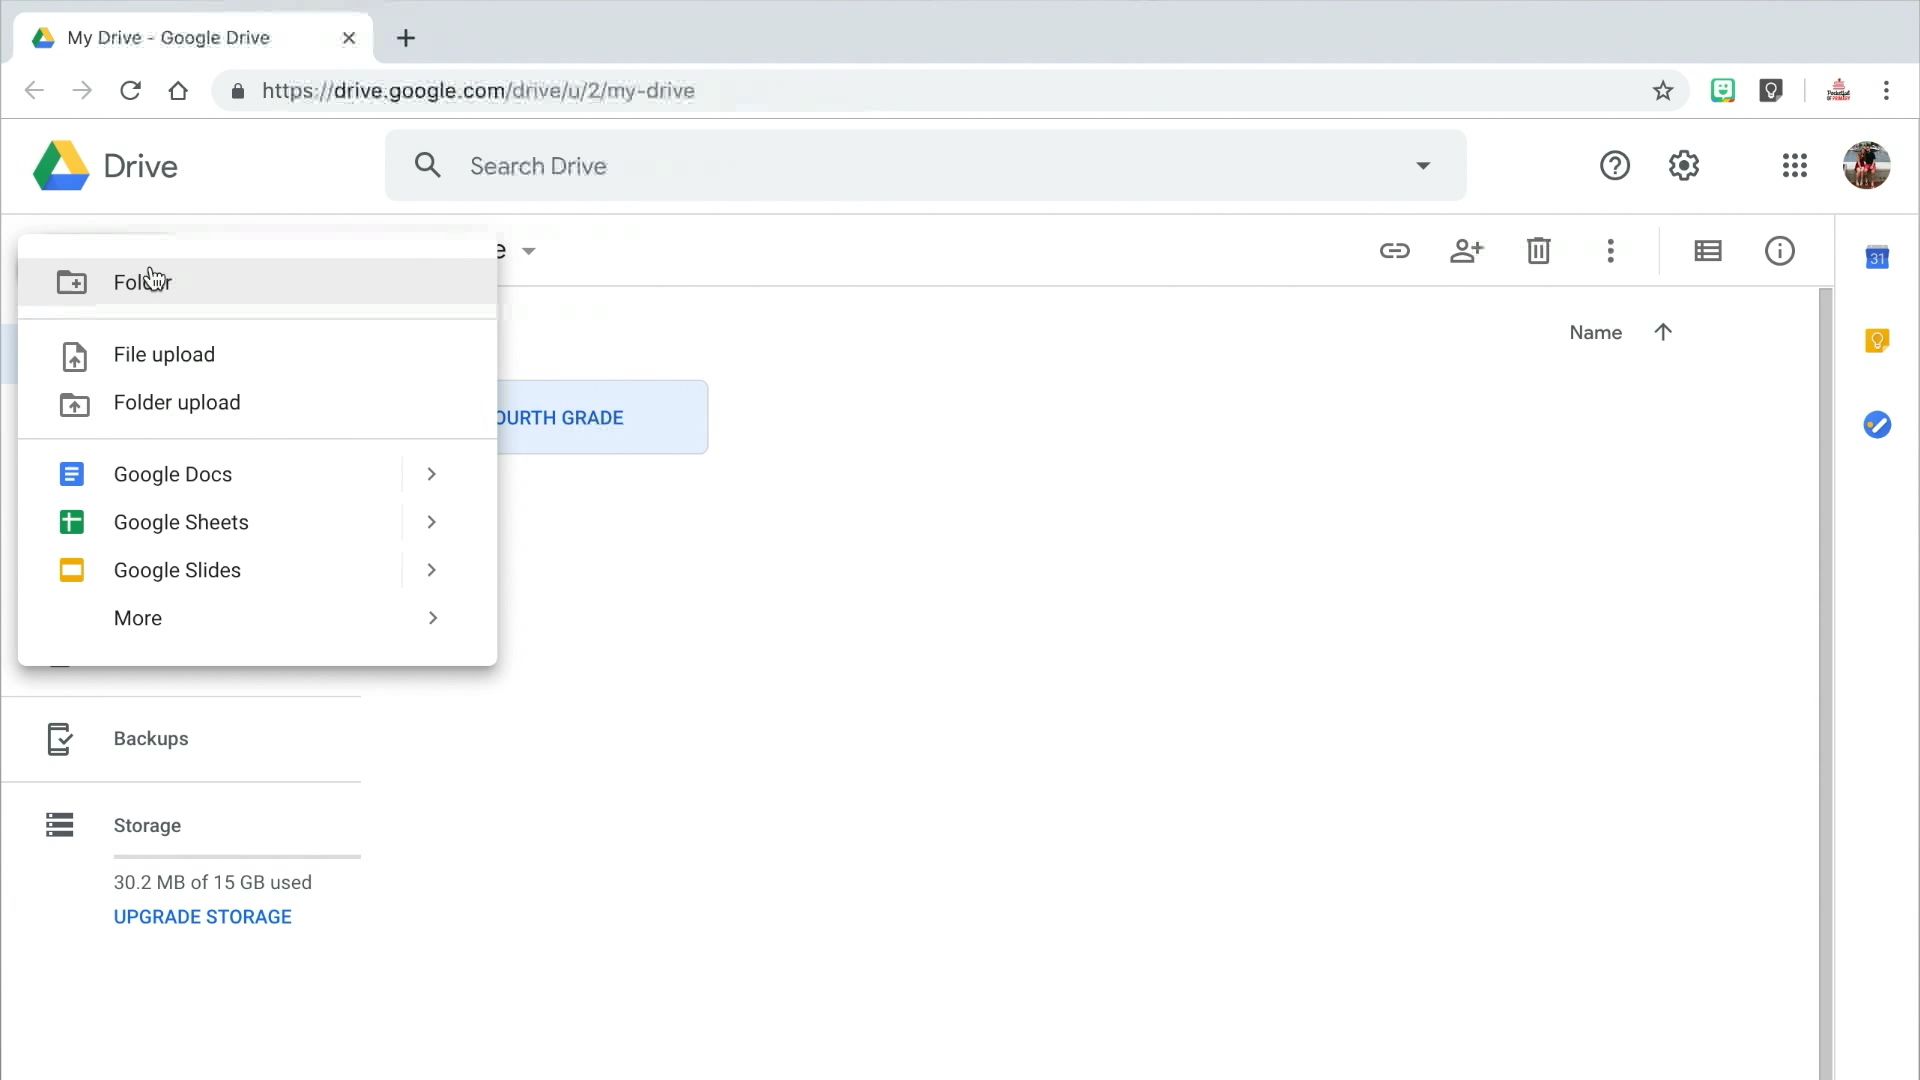 My Drive - Google Drive
https://drive.google.com/drive/u/2/my-drive
Drive
Search Drive
e
Folder
File upload
Folder upload
Google Docs
Google Sheets
Google Slides
More
Name
OURTH GRADE
31
Backups
Storage
30.2 MB of 15 GB used
UPGRADE STORAGE